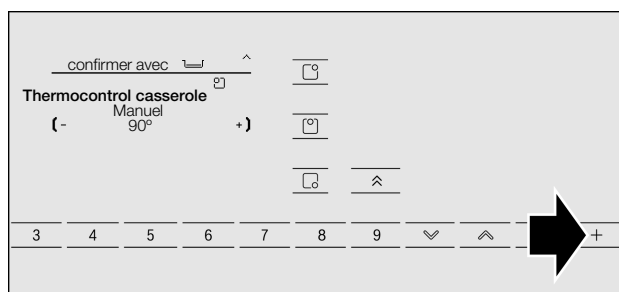 confirmer avec
Thermocontrol casserole
Manuel
(- 90° +)
3 4 5 6 7 8 9 +